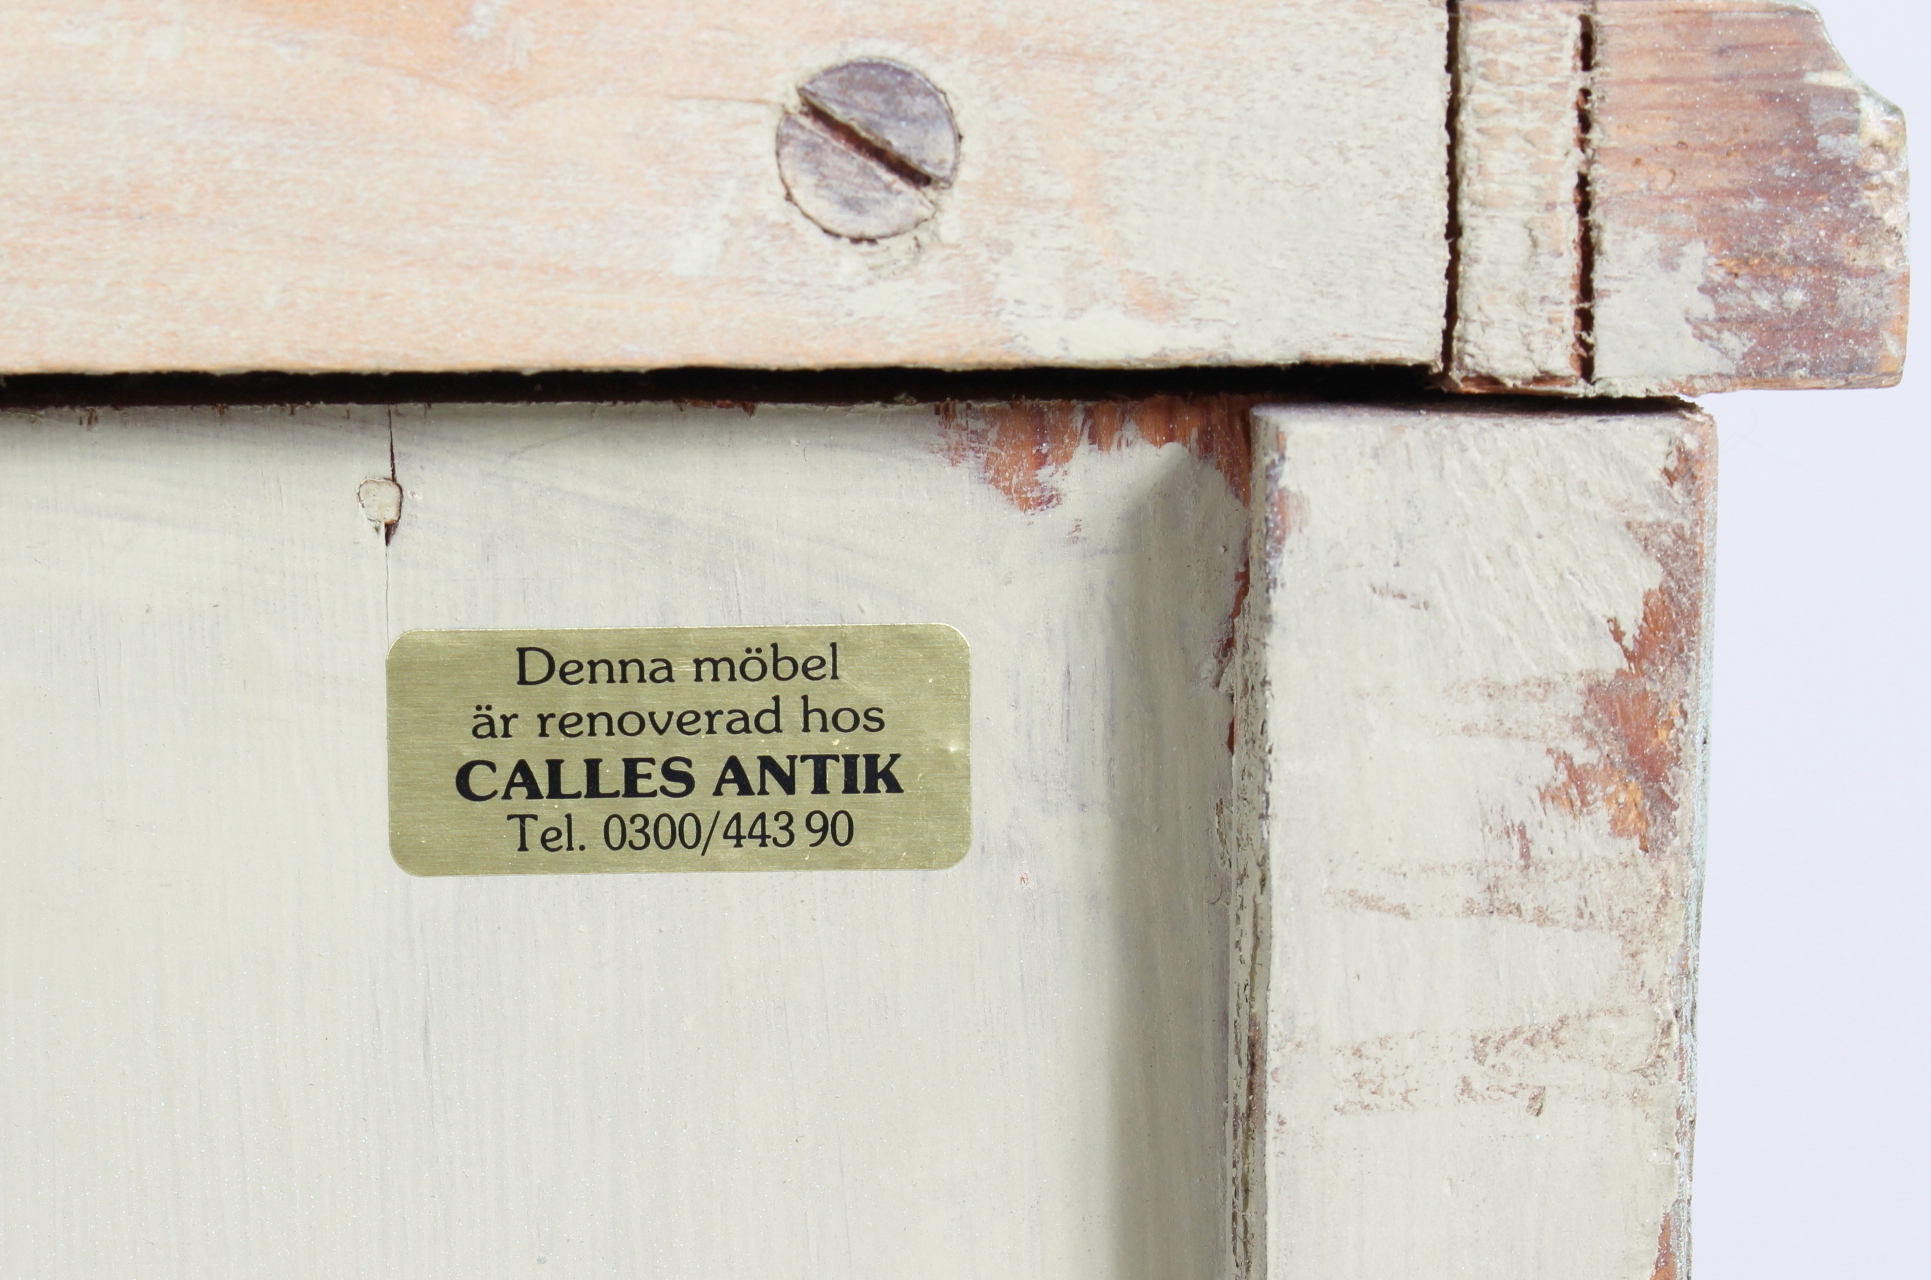 Denna möbel
är renoverad hos
CALLES ANTIK
Tel. 0300/443 90